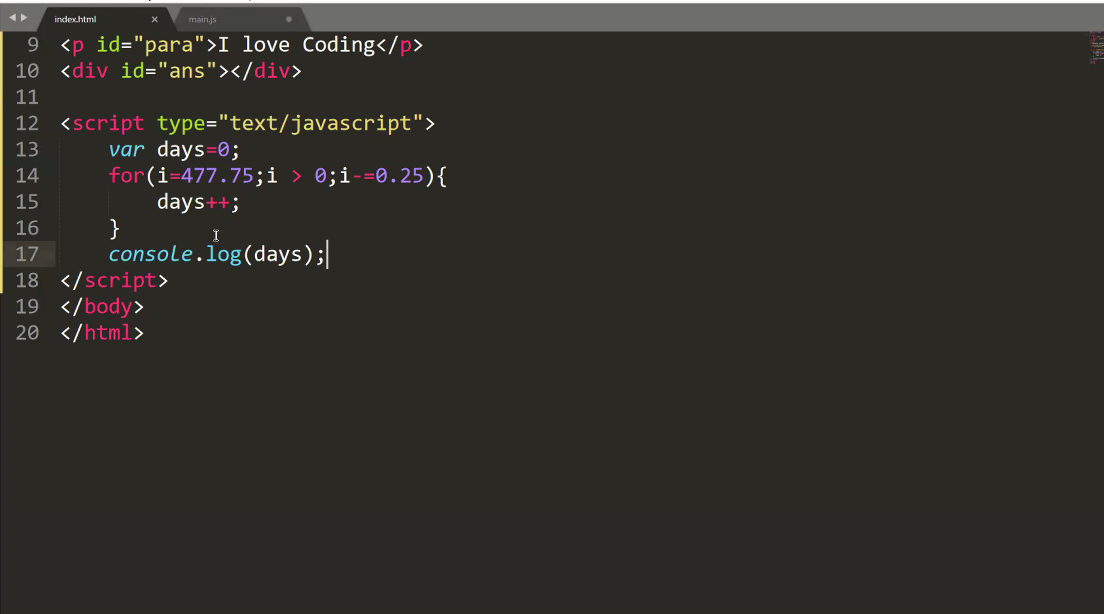 index.html × main.js
9 <p id="para">I love Coding</p>
10 <div id="ans"></div>
11
12 <script type="text/javascript">
13 var days=0;
14 for(i=477.75;i > 0;i-=0.25){
15 days++;
16 }
17 console.log(days);
18 </script>
19 </body>
20 </html>